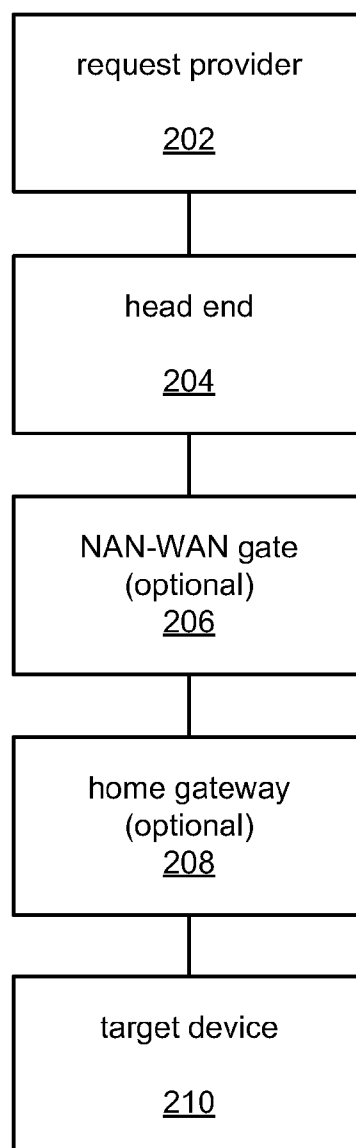 request provider
202
head end
204
NAN-WAN gate
(optional)
206
home gateway
(optional)
208
target device
210